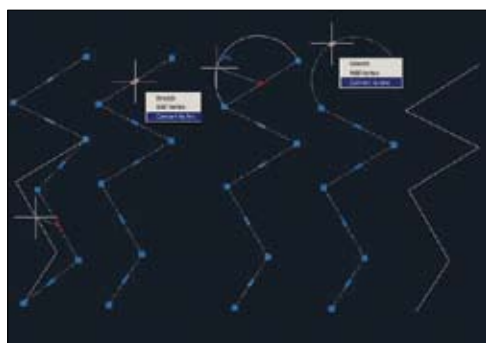 Stretch
Add Vertex
Convert to Arc
Stretch
Add Vertex
Convert to Line